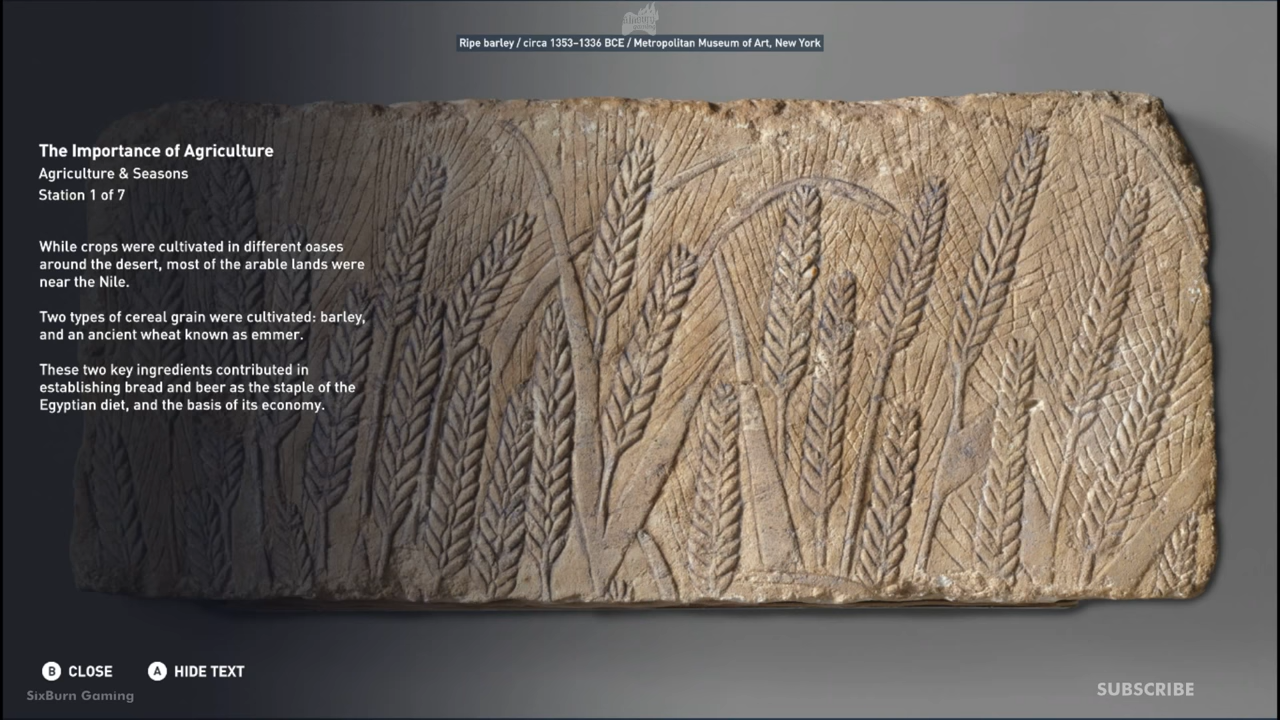 Ripe barley / circa 1353–1336 BCE / Metropolitan Museum of Art, New York
The Importance of Agriculture
Agriculture & Seasons
Station 1 of 7
While crops were cultivated in different oases
around the desert, most of the arable lands were
near the Nile.
Two types of cereal grain were cultivated: barley,
and an ancient wheat known as emmer.
These two key ingredients contributed in
establishing bread and beer as the staple of the
Egyptian diet, and the basis of its economy.
B CLOSE A HIDE TEXT
SixBurn Gaming
SUBSCRIBE